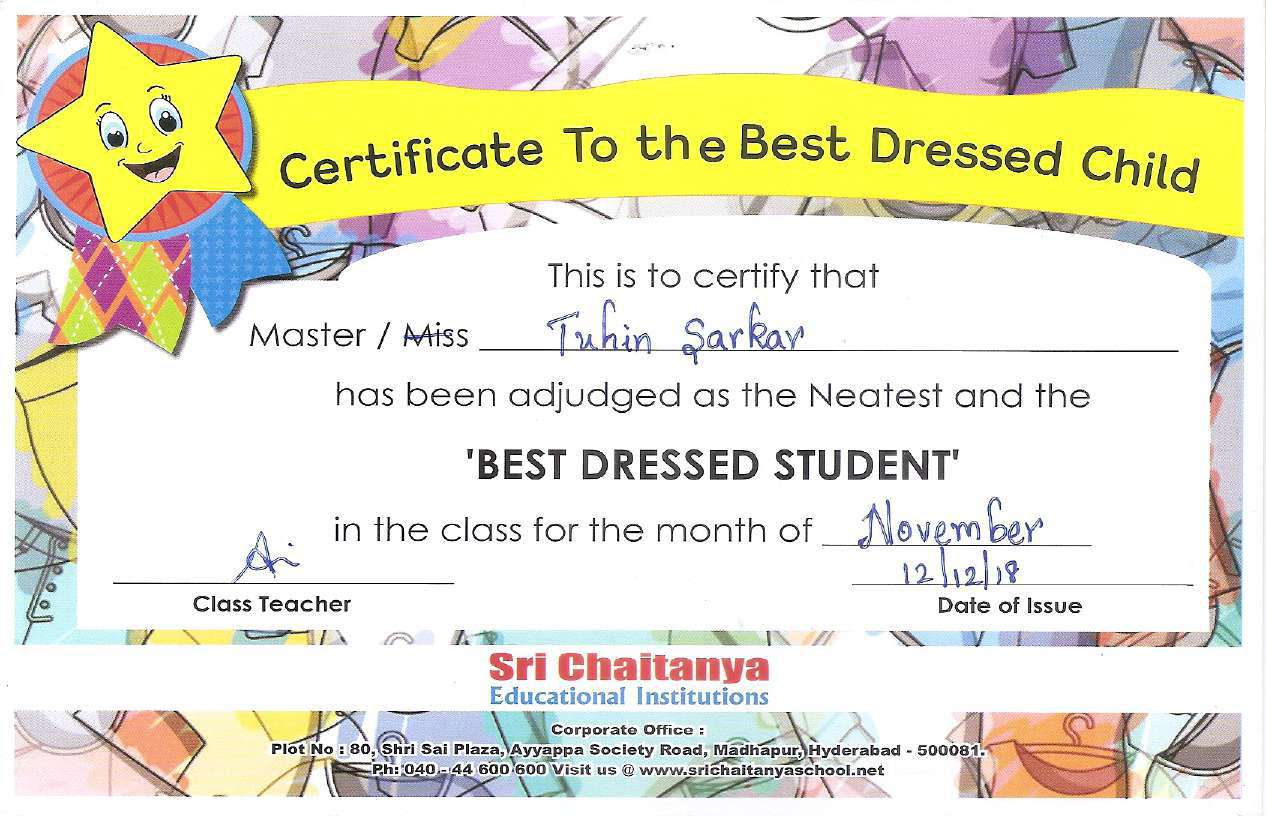 Certificate To the Best Dressed Child
This is to certify that
Master / Miss Tuhin Sarkar
has been adjudged as the Neatest and the
'BEST DRESSED STUDENT'
in the class for the month of November
12/12/18
Class Teacher Date of Issue
Sri Chaitanya
Educational Institutions
Corporate Office :
Plot No : 80, Shri Sai Plaza, Ayyappa Society Road, Madhapur, Hyderabad - 500081.
Ph: 040 - 44 600 600 Visit us @ www.srichaitanyaschool.net